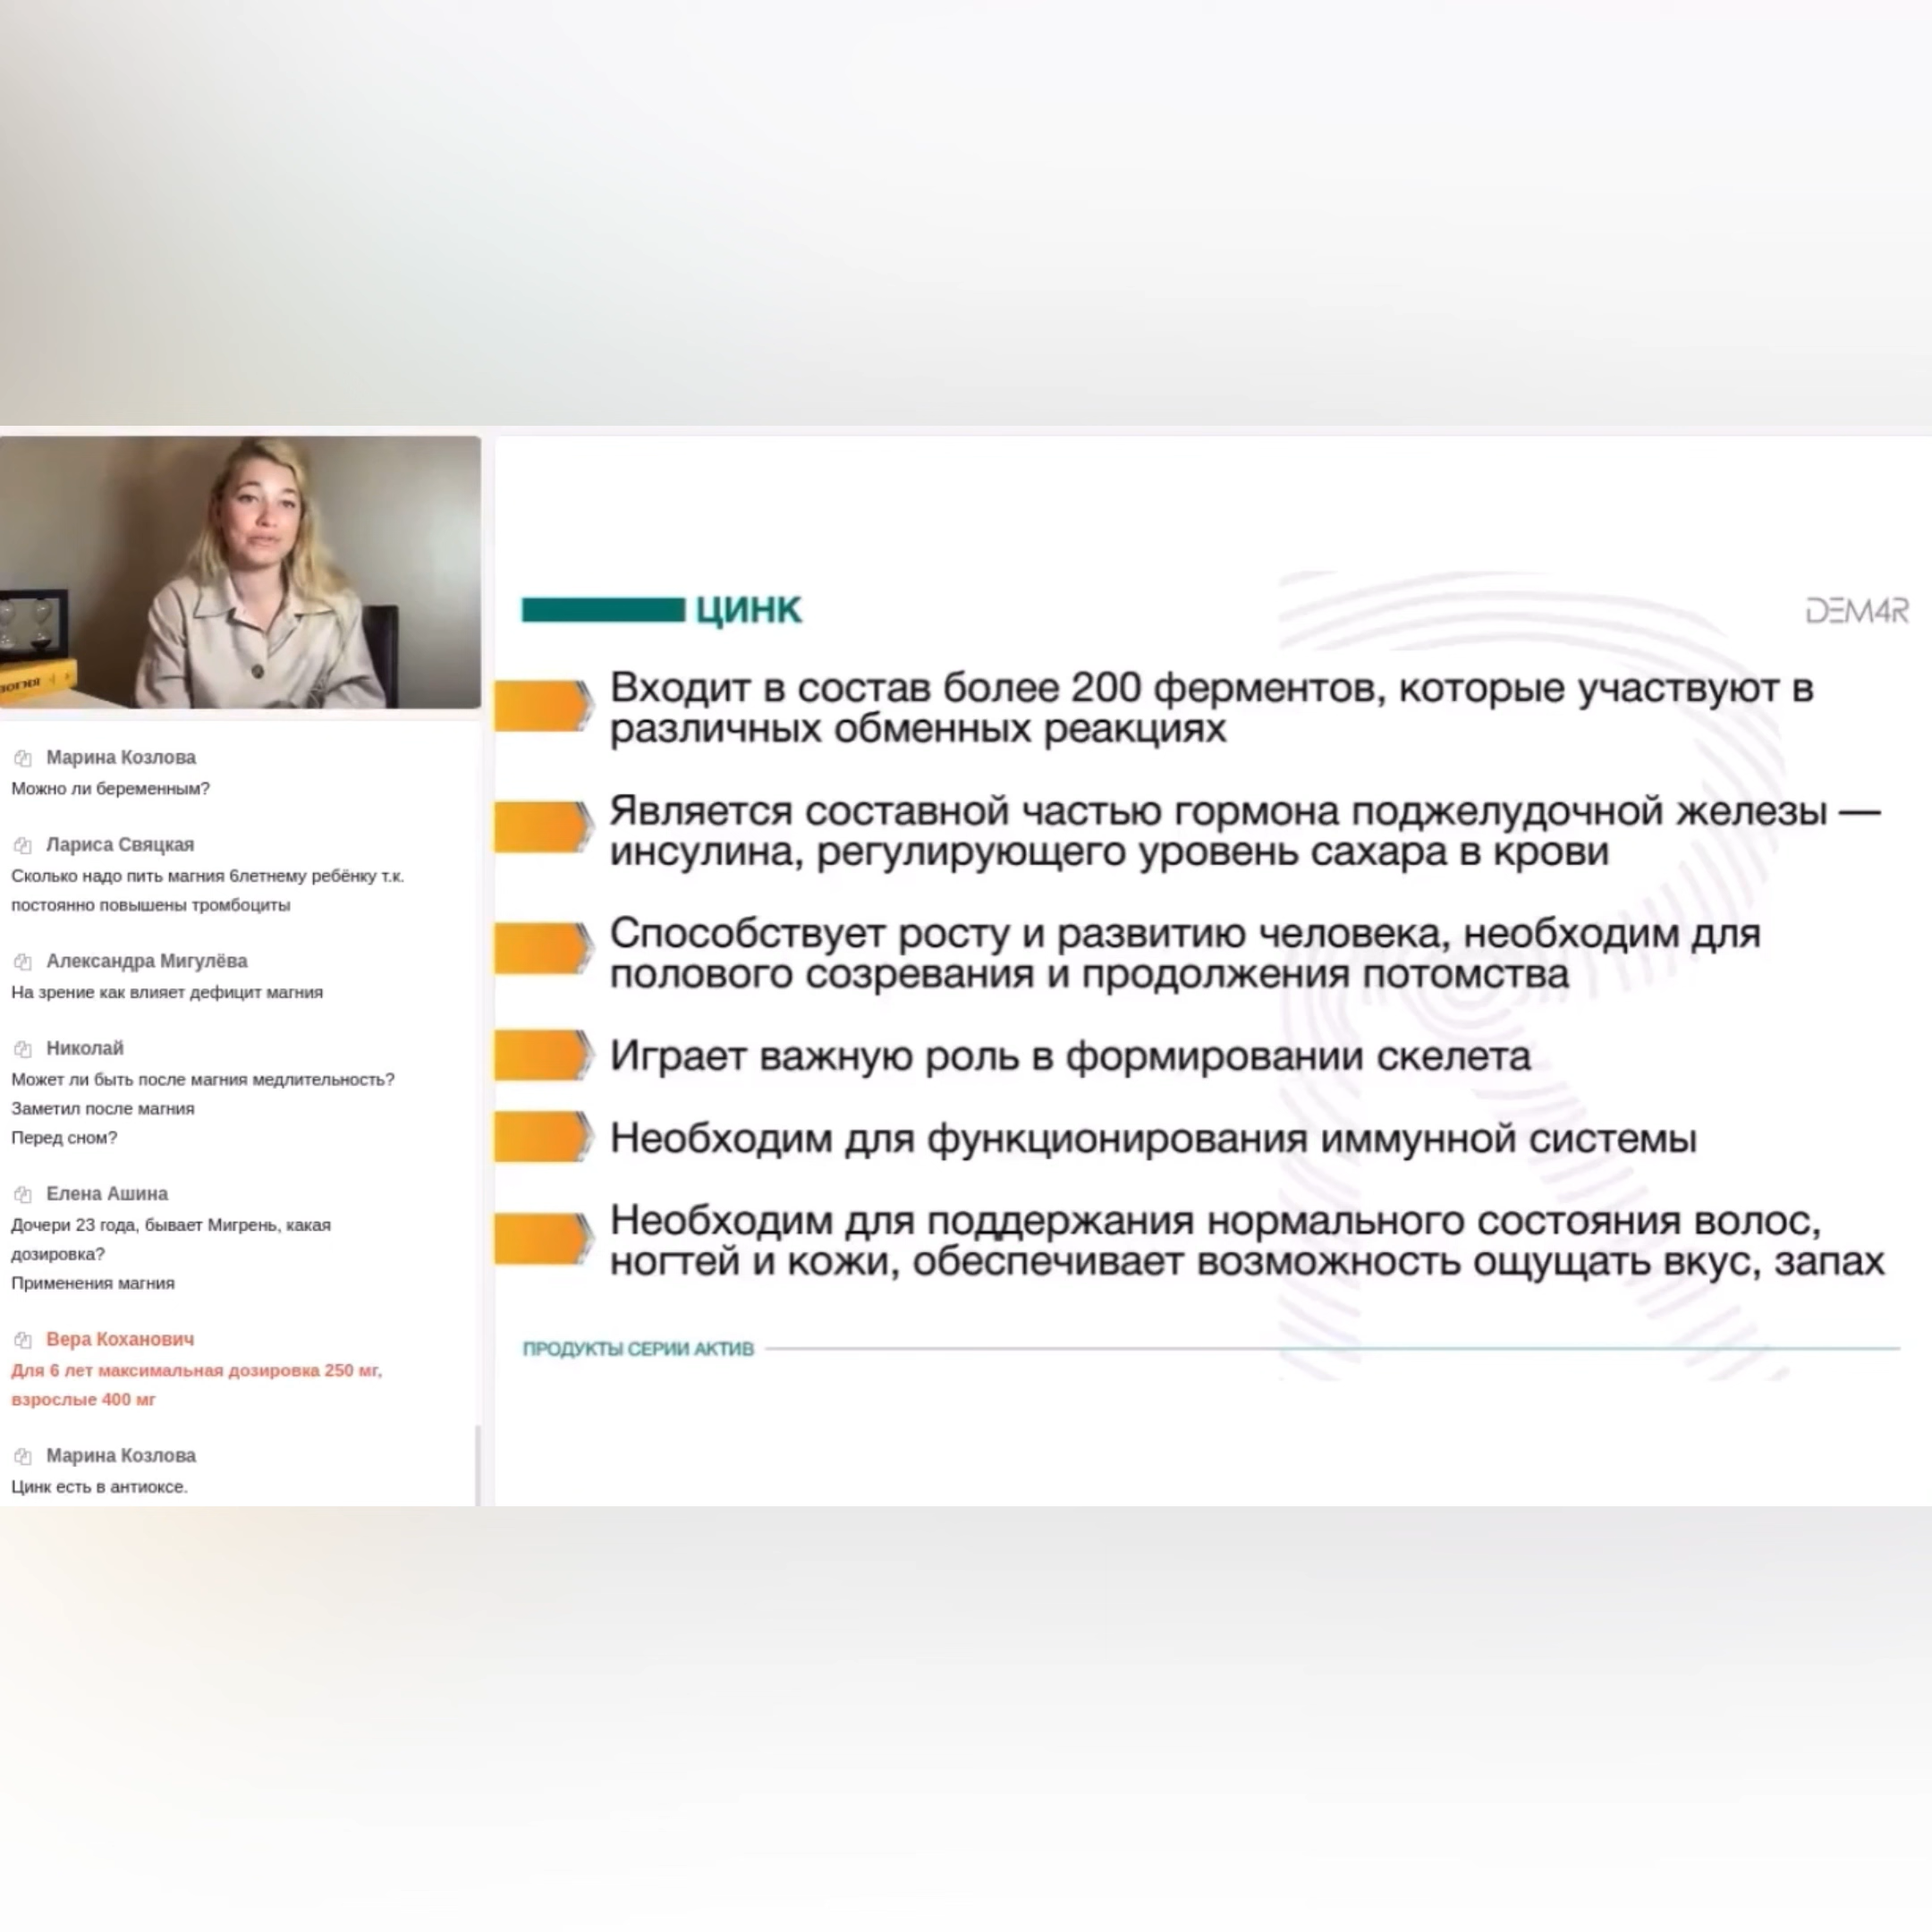 ЦИНК
DEM4R
Входит в состав более 200 ферментов, которые участвуют в
различных обменных реакциях
Является составной частью гормона поджелудочной железы —
инсулина, регулирующего уровень сахара в крови
Способствует росту и развитию человека, необходим для
полового созревания и продолжения потомства
Играет важную роль в формировании скелета
Необходим для функционирования иммунной системы
Необходим для поддержания нормального состояния волос,
ногтей и кожи, обеспечивает возможность ощущать вкус, запах
ПРОДУКТЫ СЕРИИ АКТИВ
Марина Козлова
Можно ли беременным?
Лариса Свяцкая
Сколько надо пить магния 6летнему ребёнку т.к.
постоянно повышены тромбоциты
Александра Мигулёва
На зрение как влияет дефицит магния
Николай
Может ли быть после магния медлительность?
Заметил после магния
Перед сном?
Елена Ашина
Дочери 23 года, бывает Мигрень, какая
дозировка?
Применения магния
Вера Коханович
Для 6 лет максимальная дозировка 250 мг,
взрослые 400 мг
Марина Козлова
Цинк есть в антиоксе.